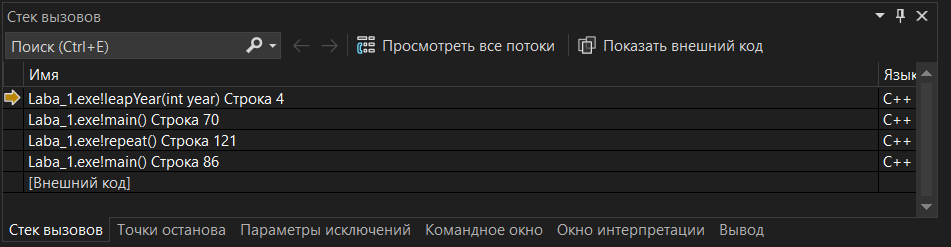 Стек вызовов
Поиск (Ctrl+E) Просмотреть все потоки Показать внешний код
Имя Язык
Laba_1.exe!leapYear(int year) Строка 4 C++
Laba_1.exe!main() Строка 70 C++
Laba_1.exe!repeat() Строка 121 C++
Laba_1.exe!main() Строка 86 C++
[Внешний код]
Стек вызовов Точки останова Параметры исключений Командное окно Окно интерпретации Вывод